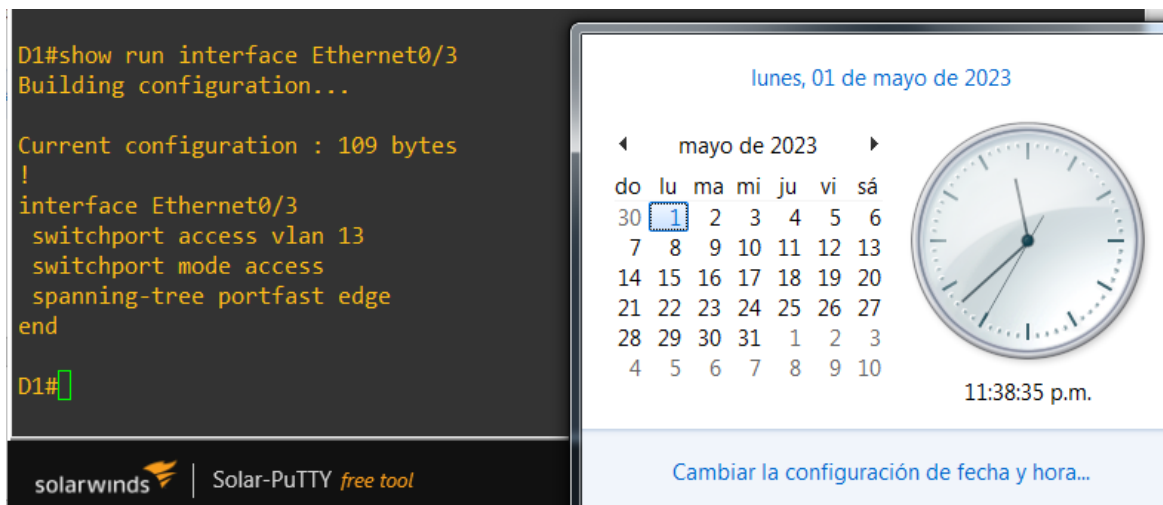 D1#show run interface Ethernet0/3
Building configuration...
Current configuration : 109 bytes
!
interface Ethernet0/3
 switchport access vlan 13
 switchport mode access
 spanning-tree portfast edge
end
D1#
solarwinds | Solar-PuTTY free tool
lunes, 01 de mayo de 2023
mayo de 2023
do lu ma mi ju vi sá
30 1 2 3 4 5 6
7 8 9 10 11 12 13
14 15 16 17 18 19 20
21 22 23 24 25 26 27
28 29 30 31 1 2 3
4 5 6 7 8 9 10
11:38:35 p.m.
Cambiar la configuración de fecha y hora...